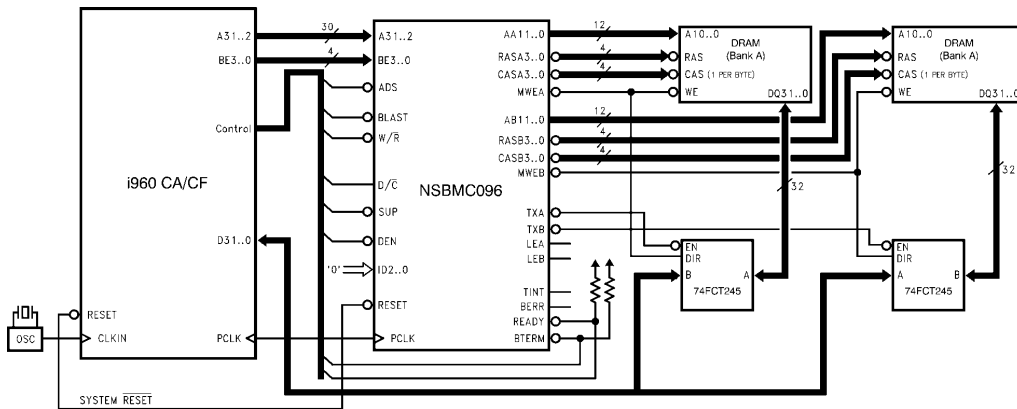 i960 CA/CF
A31..2
BE3..0
Control
D31..0
RESET
CLKIN
PCLK
OSC
SYSTEM RESET
30
4
NSBMC096
A31..2
BE3..0
ADS
BLAST
W/R
D/C
SUP
DEN
'0'
ID2..0
RESET
PCLK
AA11..0
RASA3..0
CASA3..0
MWEA
AB11..0
RASB3..0
CASB3..0
MWEB
TXA
TXB
LEA
LEB
TINT
BERR
READY
BTERM
12
4
4
12
4
4
A10..0
DRAM
(Bank A)
RAS
CAS (1 PER BYTE)
WE
DQ31..0
32
A10..0
DRAM
(Bank A)
RAS
CAS (1 PER BYTE)
WE
DQ31..0
32
EN
DIR
B
A
74FCT245
EN
DIR
A
B
74FCT245